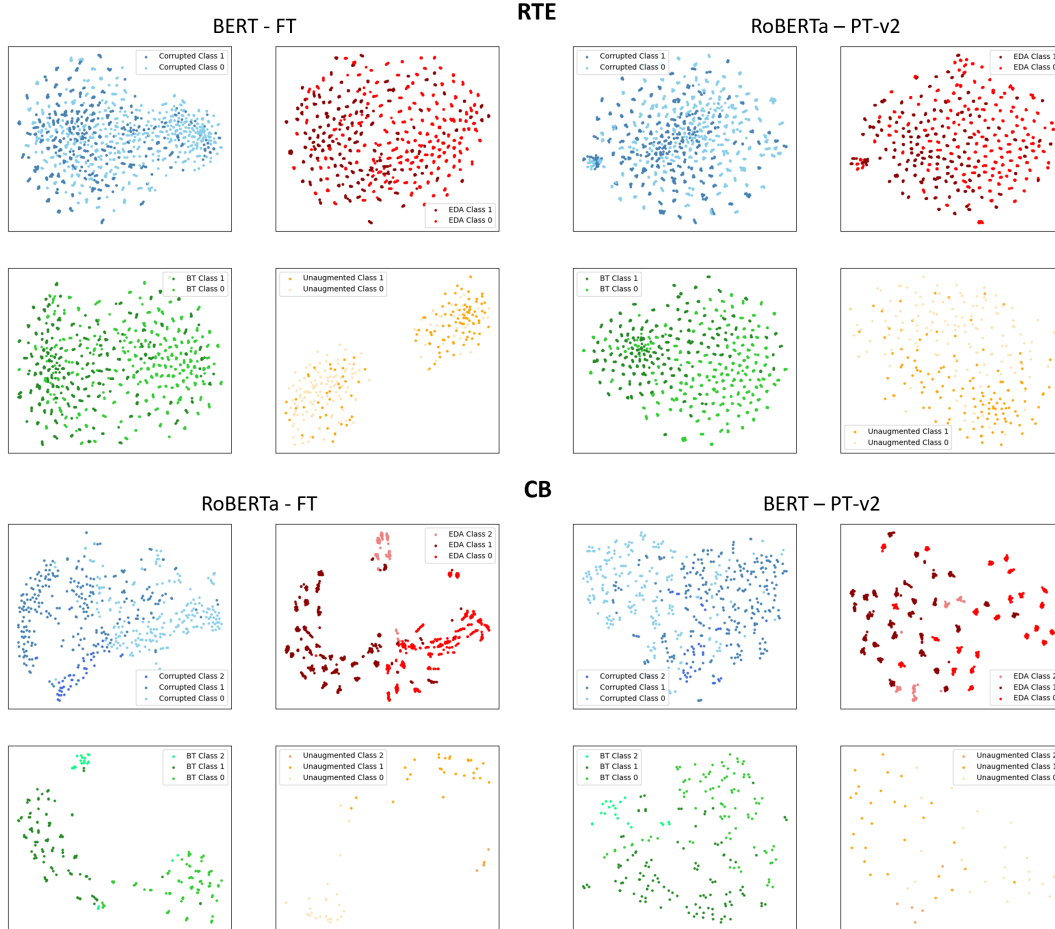 RTE
BERT - FT
RoBERTa – PT-v2
Corrupted Class 1
Corrupted Class 0
EDA Class 1
EDA Class 0
Corrupted Class 1
Corrupted Class 0
EDA Class 1
EDA Class 0
BT Class 1
BT Class 0
Unaugmented Class 1
Unaugmented Class 0
BT Class 1
BT Class 0
Unaugmented Class 1
Unaugmented Class 0
CB
RoBERTa - FT
BERT – PT-v2
Corrupted Class 2
Corrupted Class 1
Corrupted Class 0
EDA Class 2
EDA Class 1
EDA Class 0
Corrupted Class 2
Corrupted Class 1
Corrupted Class 0
EDA Class 2
EDA Class 1
EDA Class 0
BT Class 2
BT Class 1
BT Class 0
Unaugmented Class 2
Unaugmented Class 1
Unaugmented Class 0
BT Class 2
BT Class 1
BT Class 0
Unaugmented Class 2
Unaugmented Class 1
Unaugmented Class 0